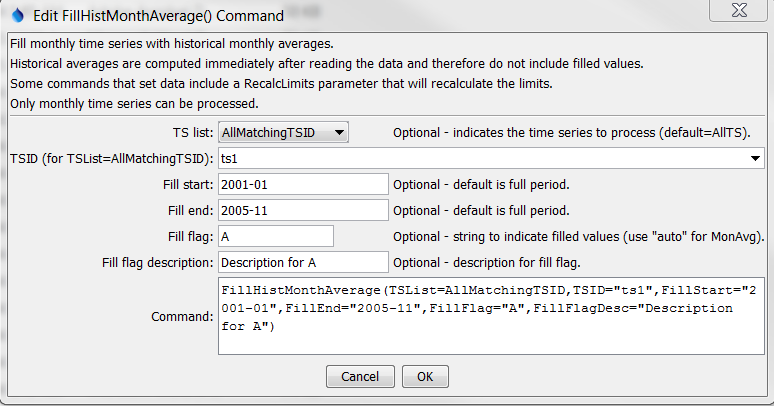 Edit FillHistMonthAverage() Command
Fill monthly time series with historical monthly averages.
Historical averages are computed immediately after reading the data and therefore do not include filled values.
Some commands that set data include a RecalcLimits parameter that will recalculate the limits.
Only monthly time series can be processed.
TS list: AllMatchingTSID Optional - indicates the time series to process (default=AllTS).
TSID (for TSList=AllMatchingTSID): ts1
Fill start: 2001-01 Optional - default is full period.
Fill end: 2005-11 Optional - default is full period.
Fill flag: A Optional - string to indicate filled values (use "auto" for MonAvg).
Fill flag description: Description for A Optional - description for fill flag.
FillHistMonthAverage(TSList=AllMatchingTSID,TSID="ts1",FillStart="2
Command: 001-01",FillEnd="2005-11",FillFlag="A",FillFlagDesc="Description
for A")
Cancel OK